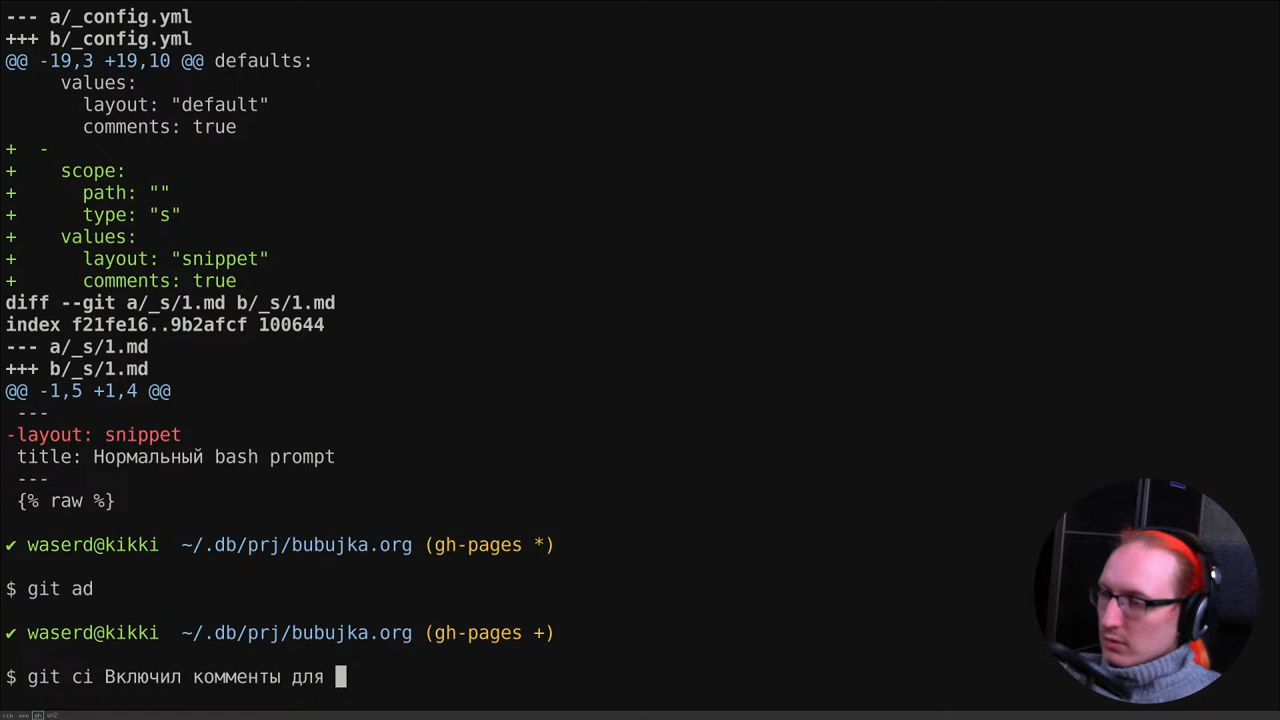 --- a/_config.yml
+++ b/_config.yml
@@ -19,3 +19,10 @@ defaults:
     values:
       layout: "default"
       comments: true
+  -
+    scope:
+      path: ""
+      type: "s"
+    values:
+      layout: "snippet"
+      comments: true
diff --git a/_s/1.md b/_s/1.md
index f21fe16..9b2afcf 100644
--- a/_s/1.md
+++ b/_s/1.md
@@ -1,5 +1,4 @@
 ---
-layout: snippet
 title: Нормальный bash prompt
 ---
 {% raw %}
✔ waserd@kikki  ~/.db/prj/bubujka.org (gh-pages *)
$ git ad
✔ waserd@kikki  ~/.db/prj/bubujka.org (gh-pages +)
$ git ci Включил комменты для